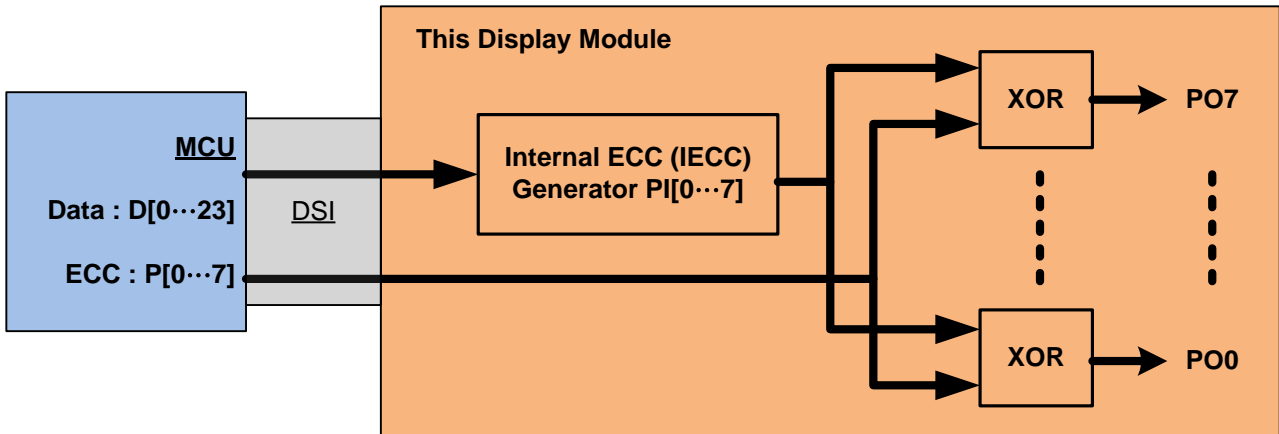 This Display Module
MCU
Data : D[0⋯23]
ECC : P[0⋯7]
DSI
Internal ECC (IECC)
Generator PI[0⋯7]
XOR
PO7
XOR
PO0